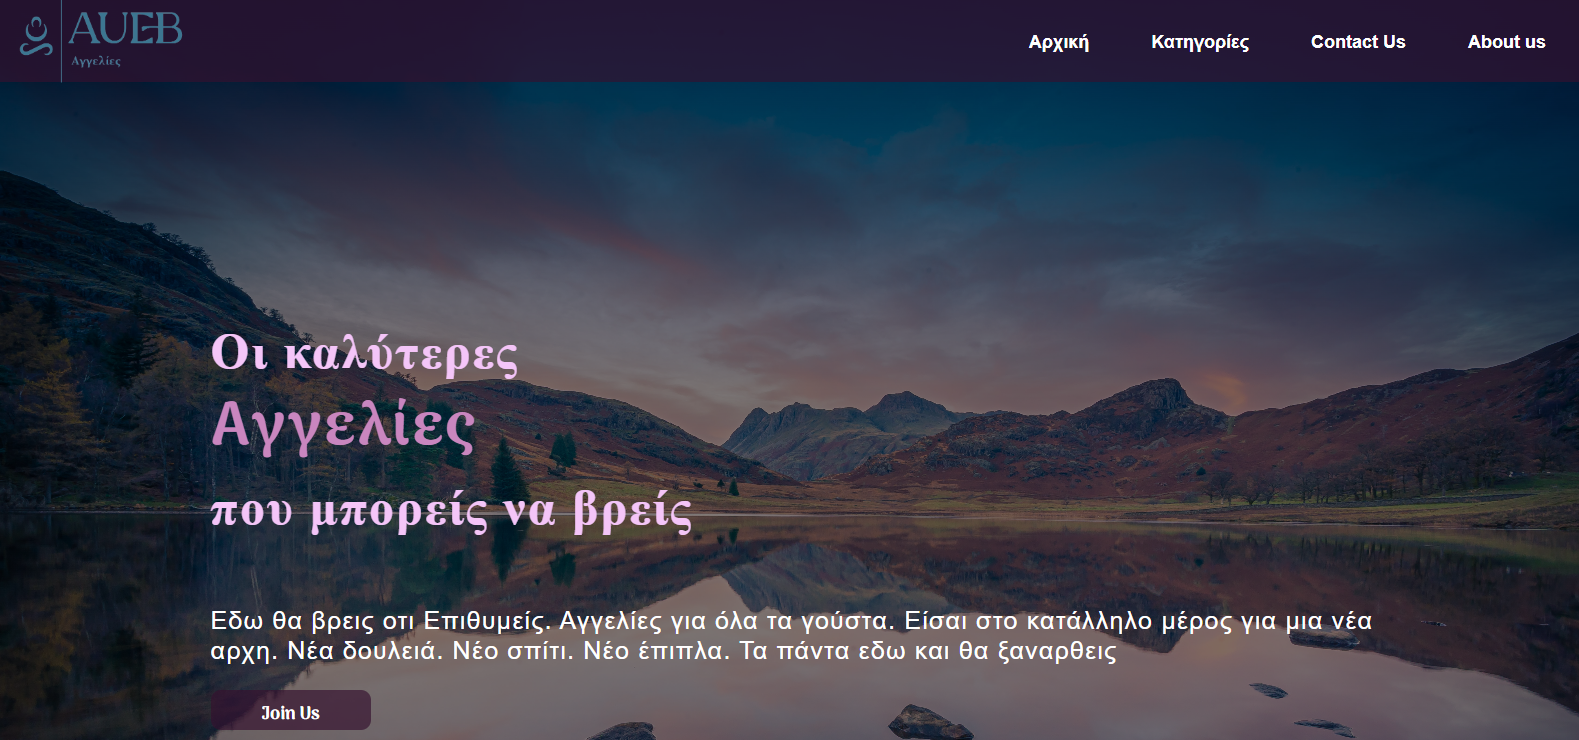 AUEB
Αγγελίες
Αρχική Κατηγορίες Contact Us About us
Οι καλύτερες
Αγγελίες
που μπορείς να βρείς
Εδω θα βρεις οτι Επιθυμείς. Αγγελίες για όλα τα γούστα. Είσαι στο κατάλληλο μέρος για μια νέα
αρχη. Νέα δουλειά. Νέο σπίτι. Νέο έπιπλα. Τα πάντα εδω και θα ξαναρθεις
Join Us